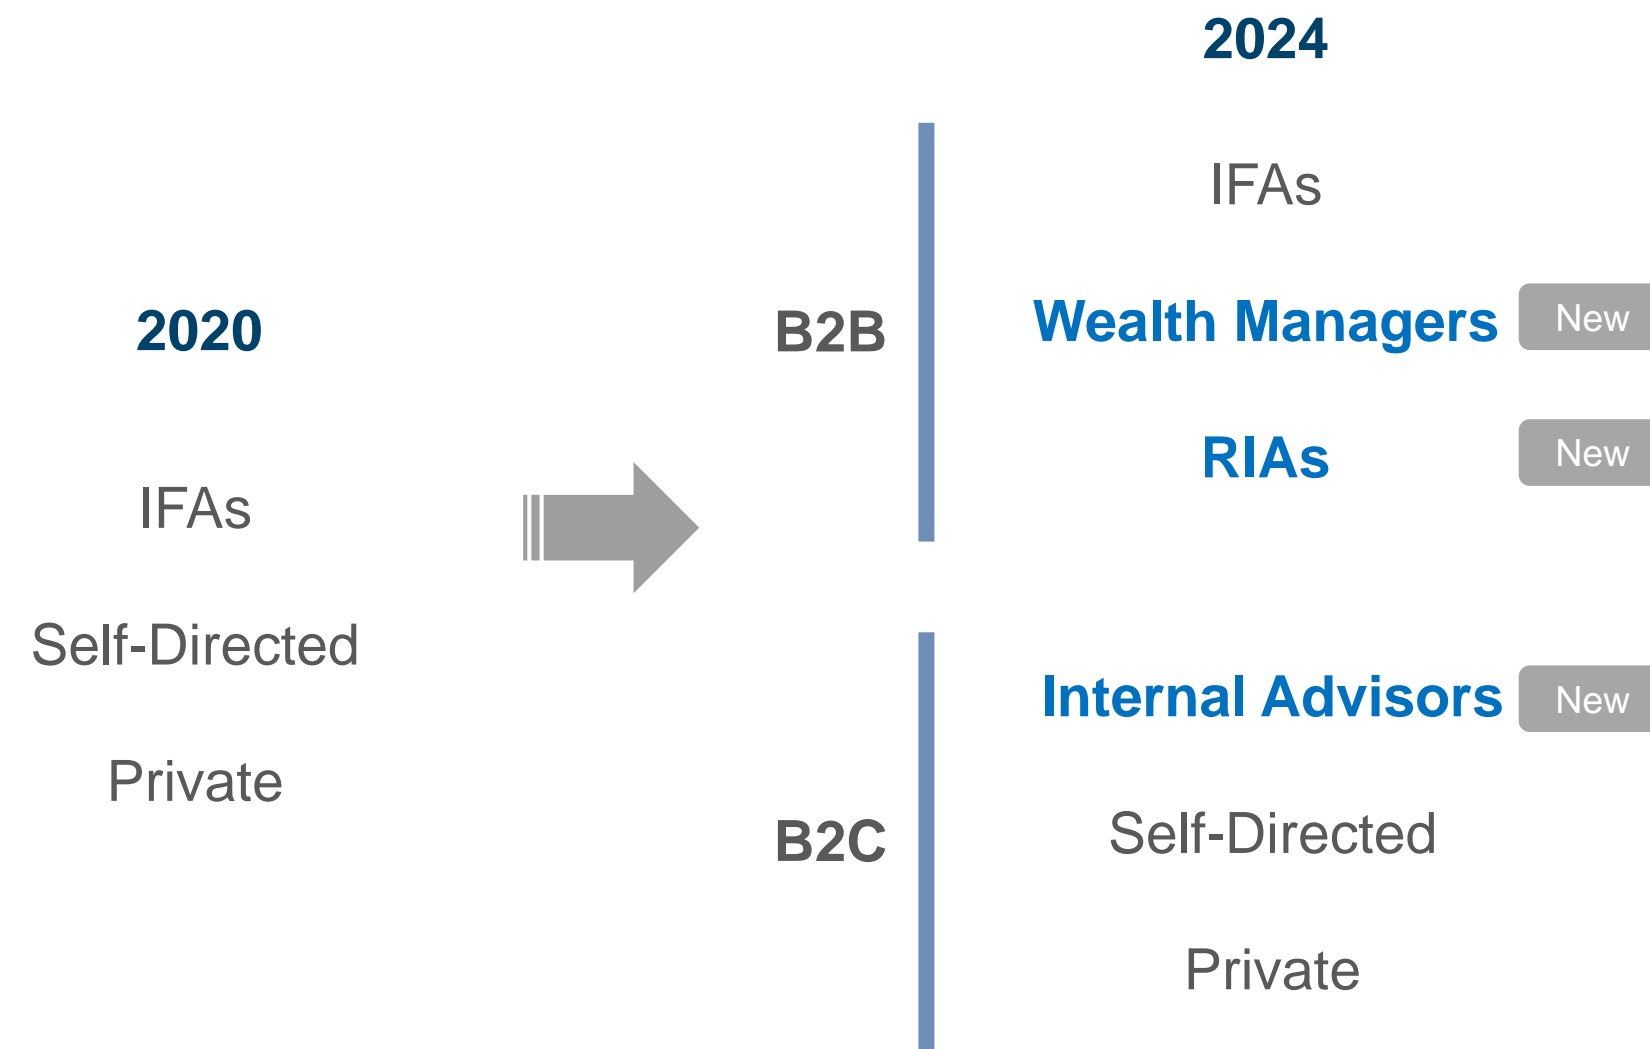 2020
IFAs
Self-Directed
Private
2024
B2B
IFAs
Wealth Managers New
RIAs New
B2C
Internal Advisors New
Self-Directed
Private